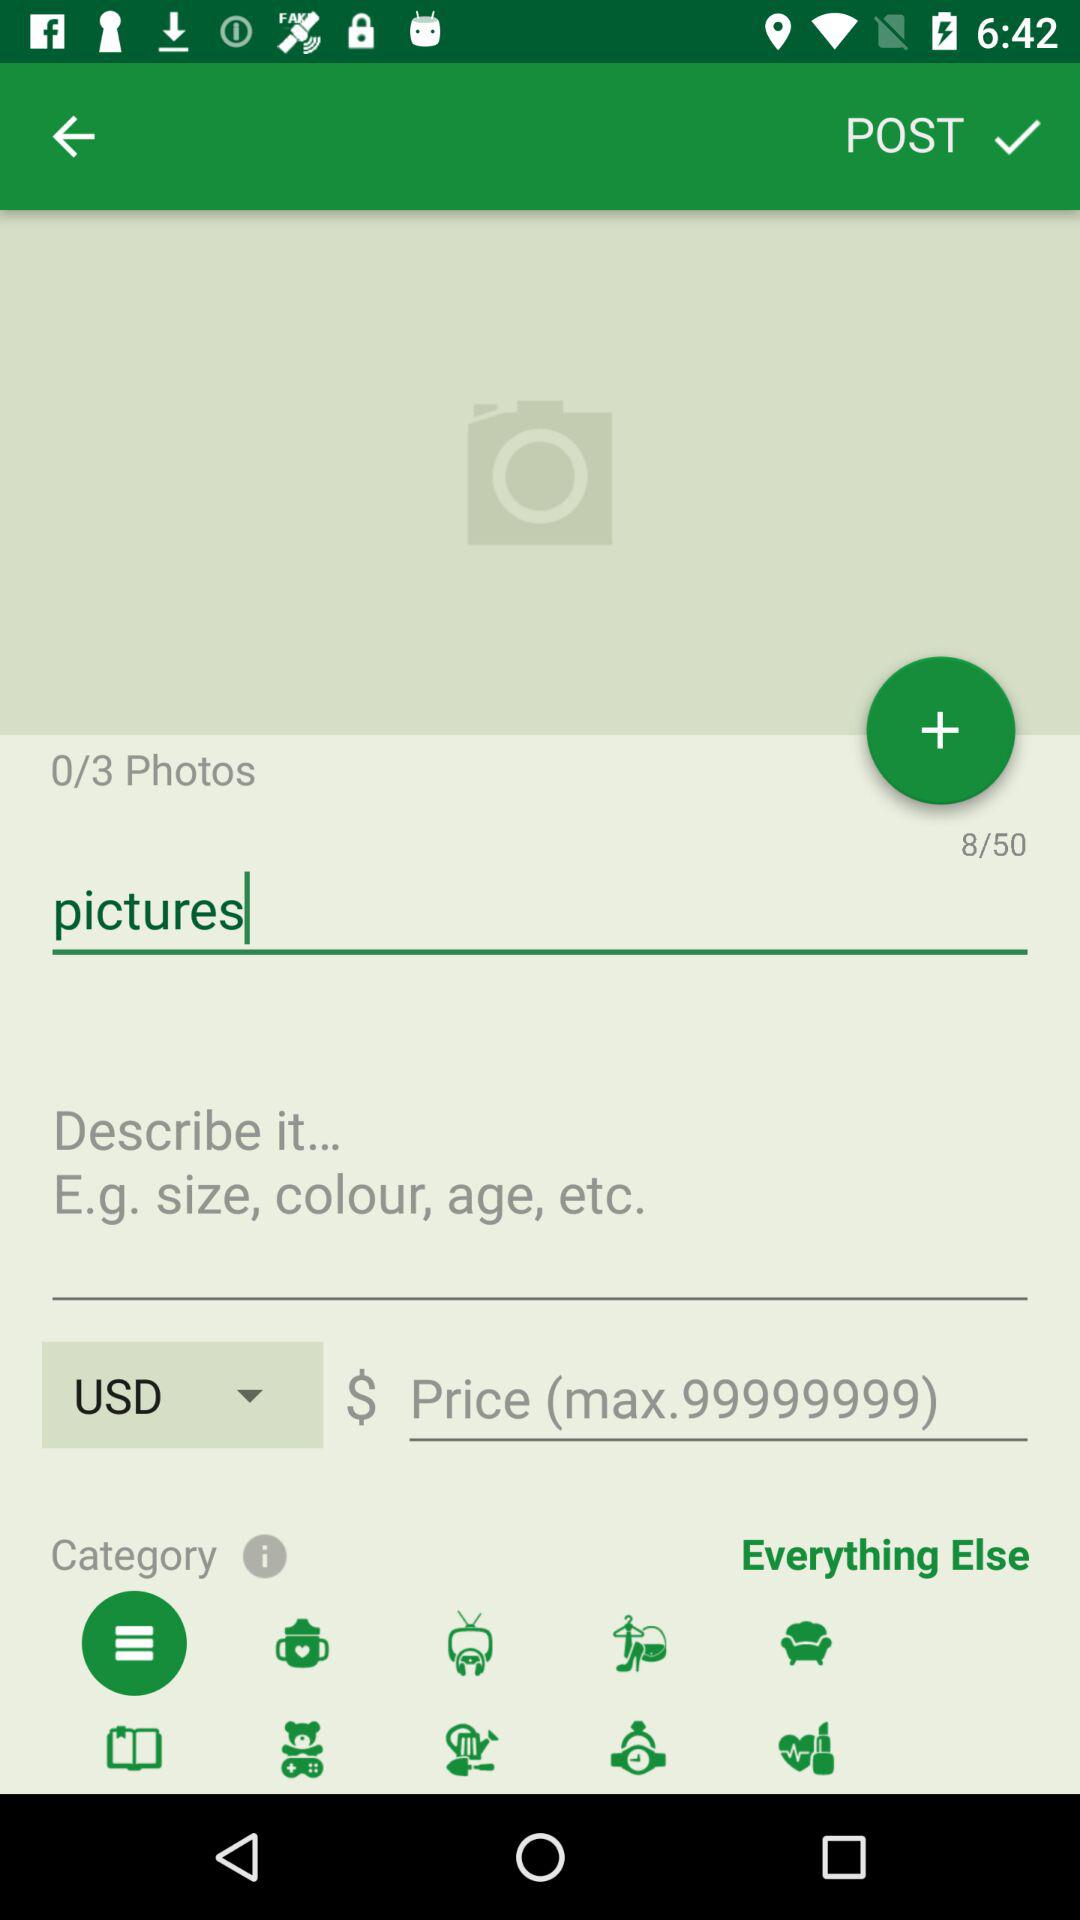 FAKE
6:42
POST
0/3 Photos
8/50
pictures
Describe it...
E.g. size, colour, age, etc.
USD $ Price (max.99999999)
Category Everything Else